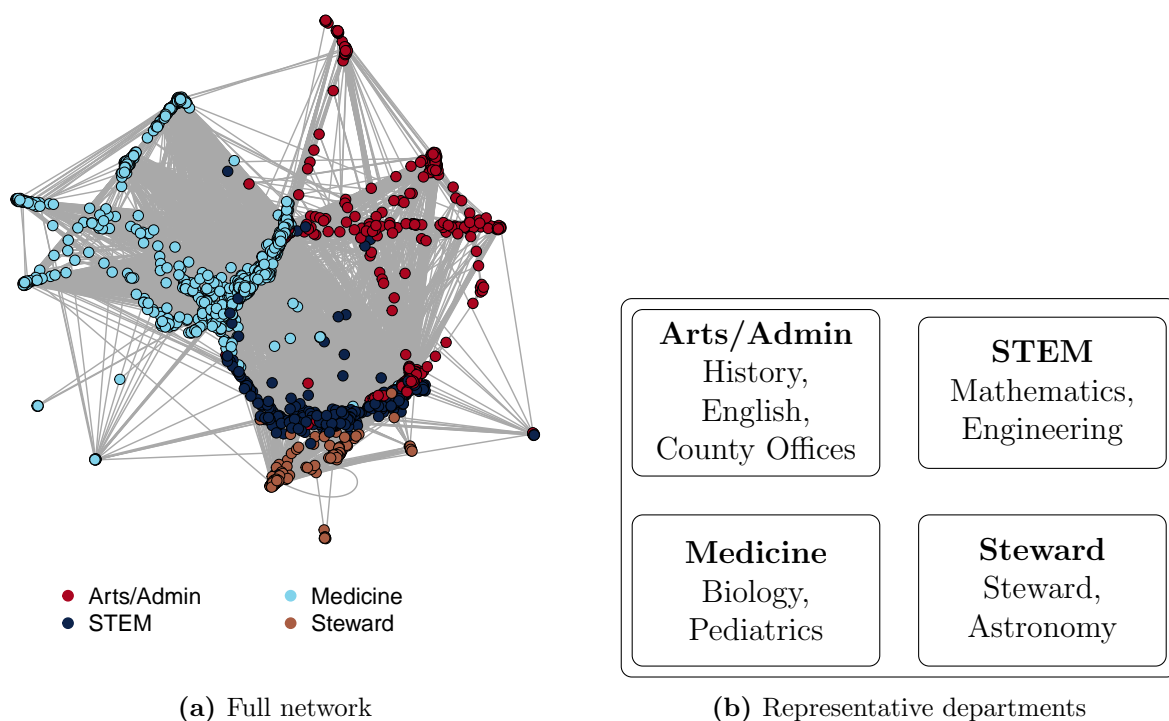 Arts/Admin
STEM
Medicine
Steward
(a) Full network
Arts/Admin
History,
English,
County Offices
STEM
Mathematics,
Engineering
Medicine
Biology,
Pediatrics
Steward
Steward,
Astronomy
(b) Representative departments